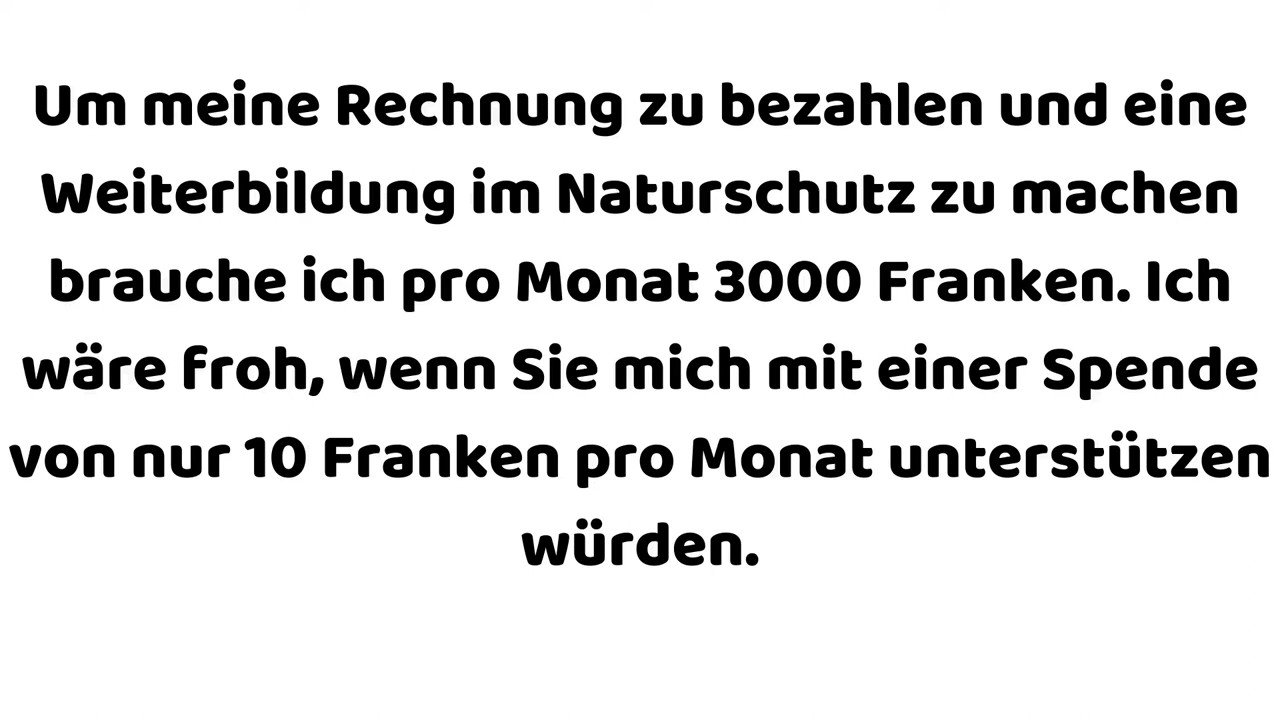 Um meine Rechnung zu bezahlen und eine
Weiterbildung im Naturschutz zu machen
brauche ich pro Monat 3000 Franken. Ich
wäre froh, wenn Sie mich mit einer Spende
von nur 10 Franken pro Monat unterstützen
würden.